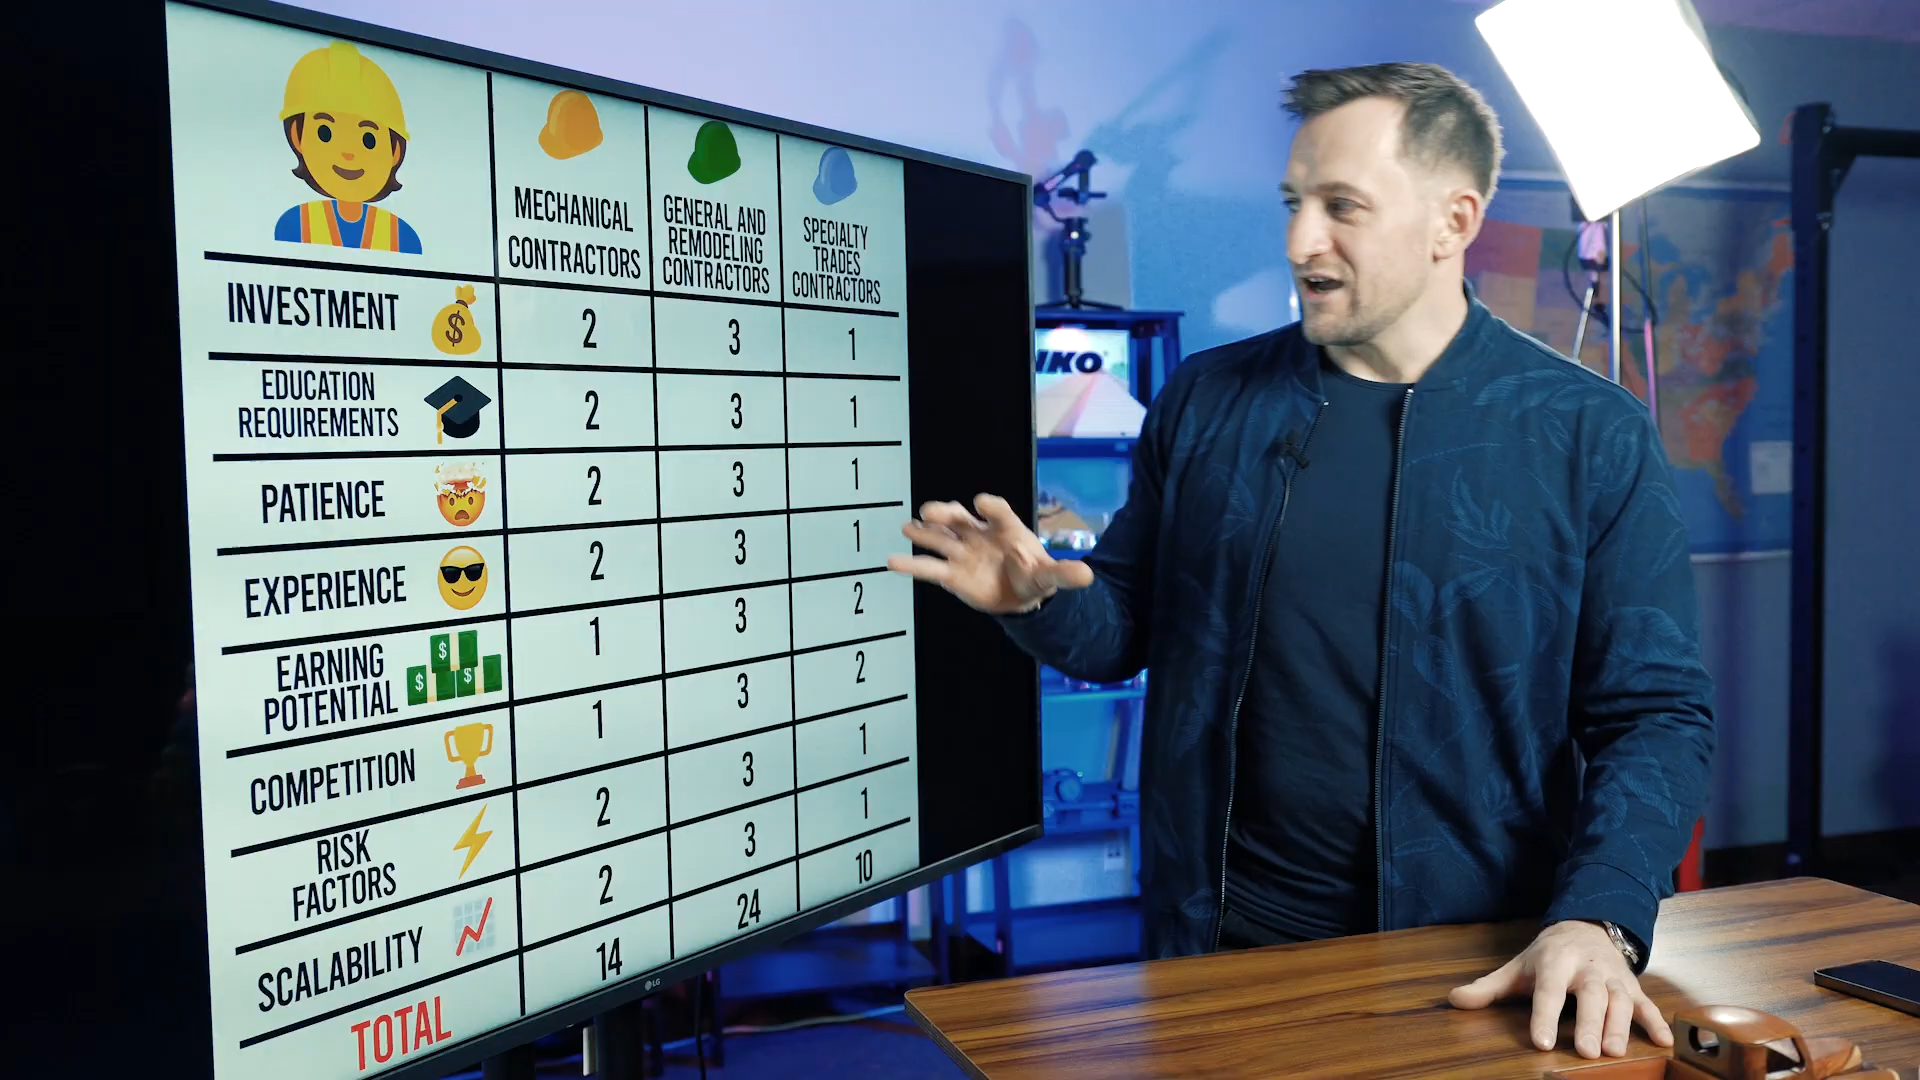 MECHANICAL
CONTRACTORS
GENERAL AND
REMODELING
CONTRACTORS
SPECIALTY
TRADES
CONTRACTORS
INVESTMENT $ 2 3 1
EDUCATION
REQUIREMENTS 2 3 1
PATIENCE 2 3 1
EXPERIENCE 2 3 1
EARNING
POTENTIAL $ $ $ 1 3 2
COMPETITION 1 3 2
RISK
FACTORS 2 3 1
SCALABILITY 2 3 1
TOTAL 14 24 10
LG
IKO